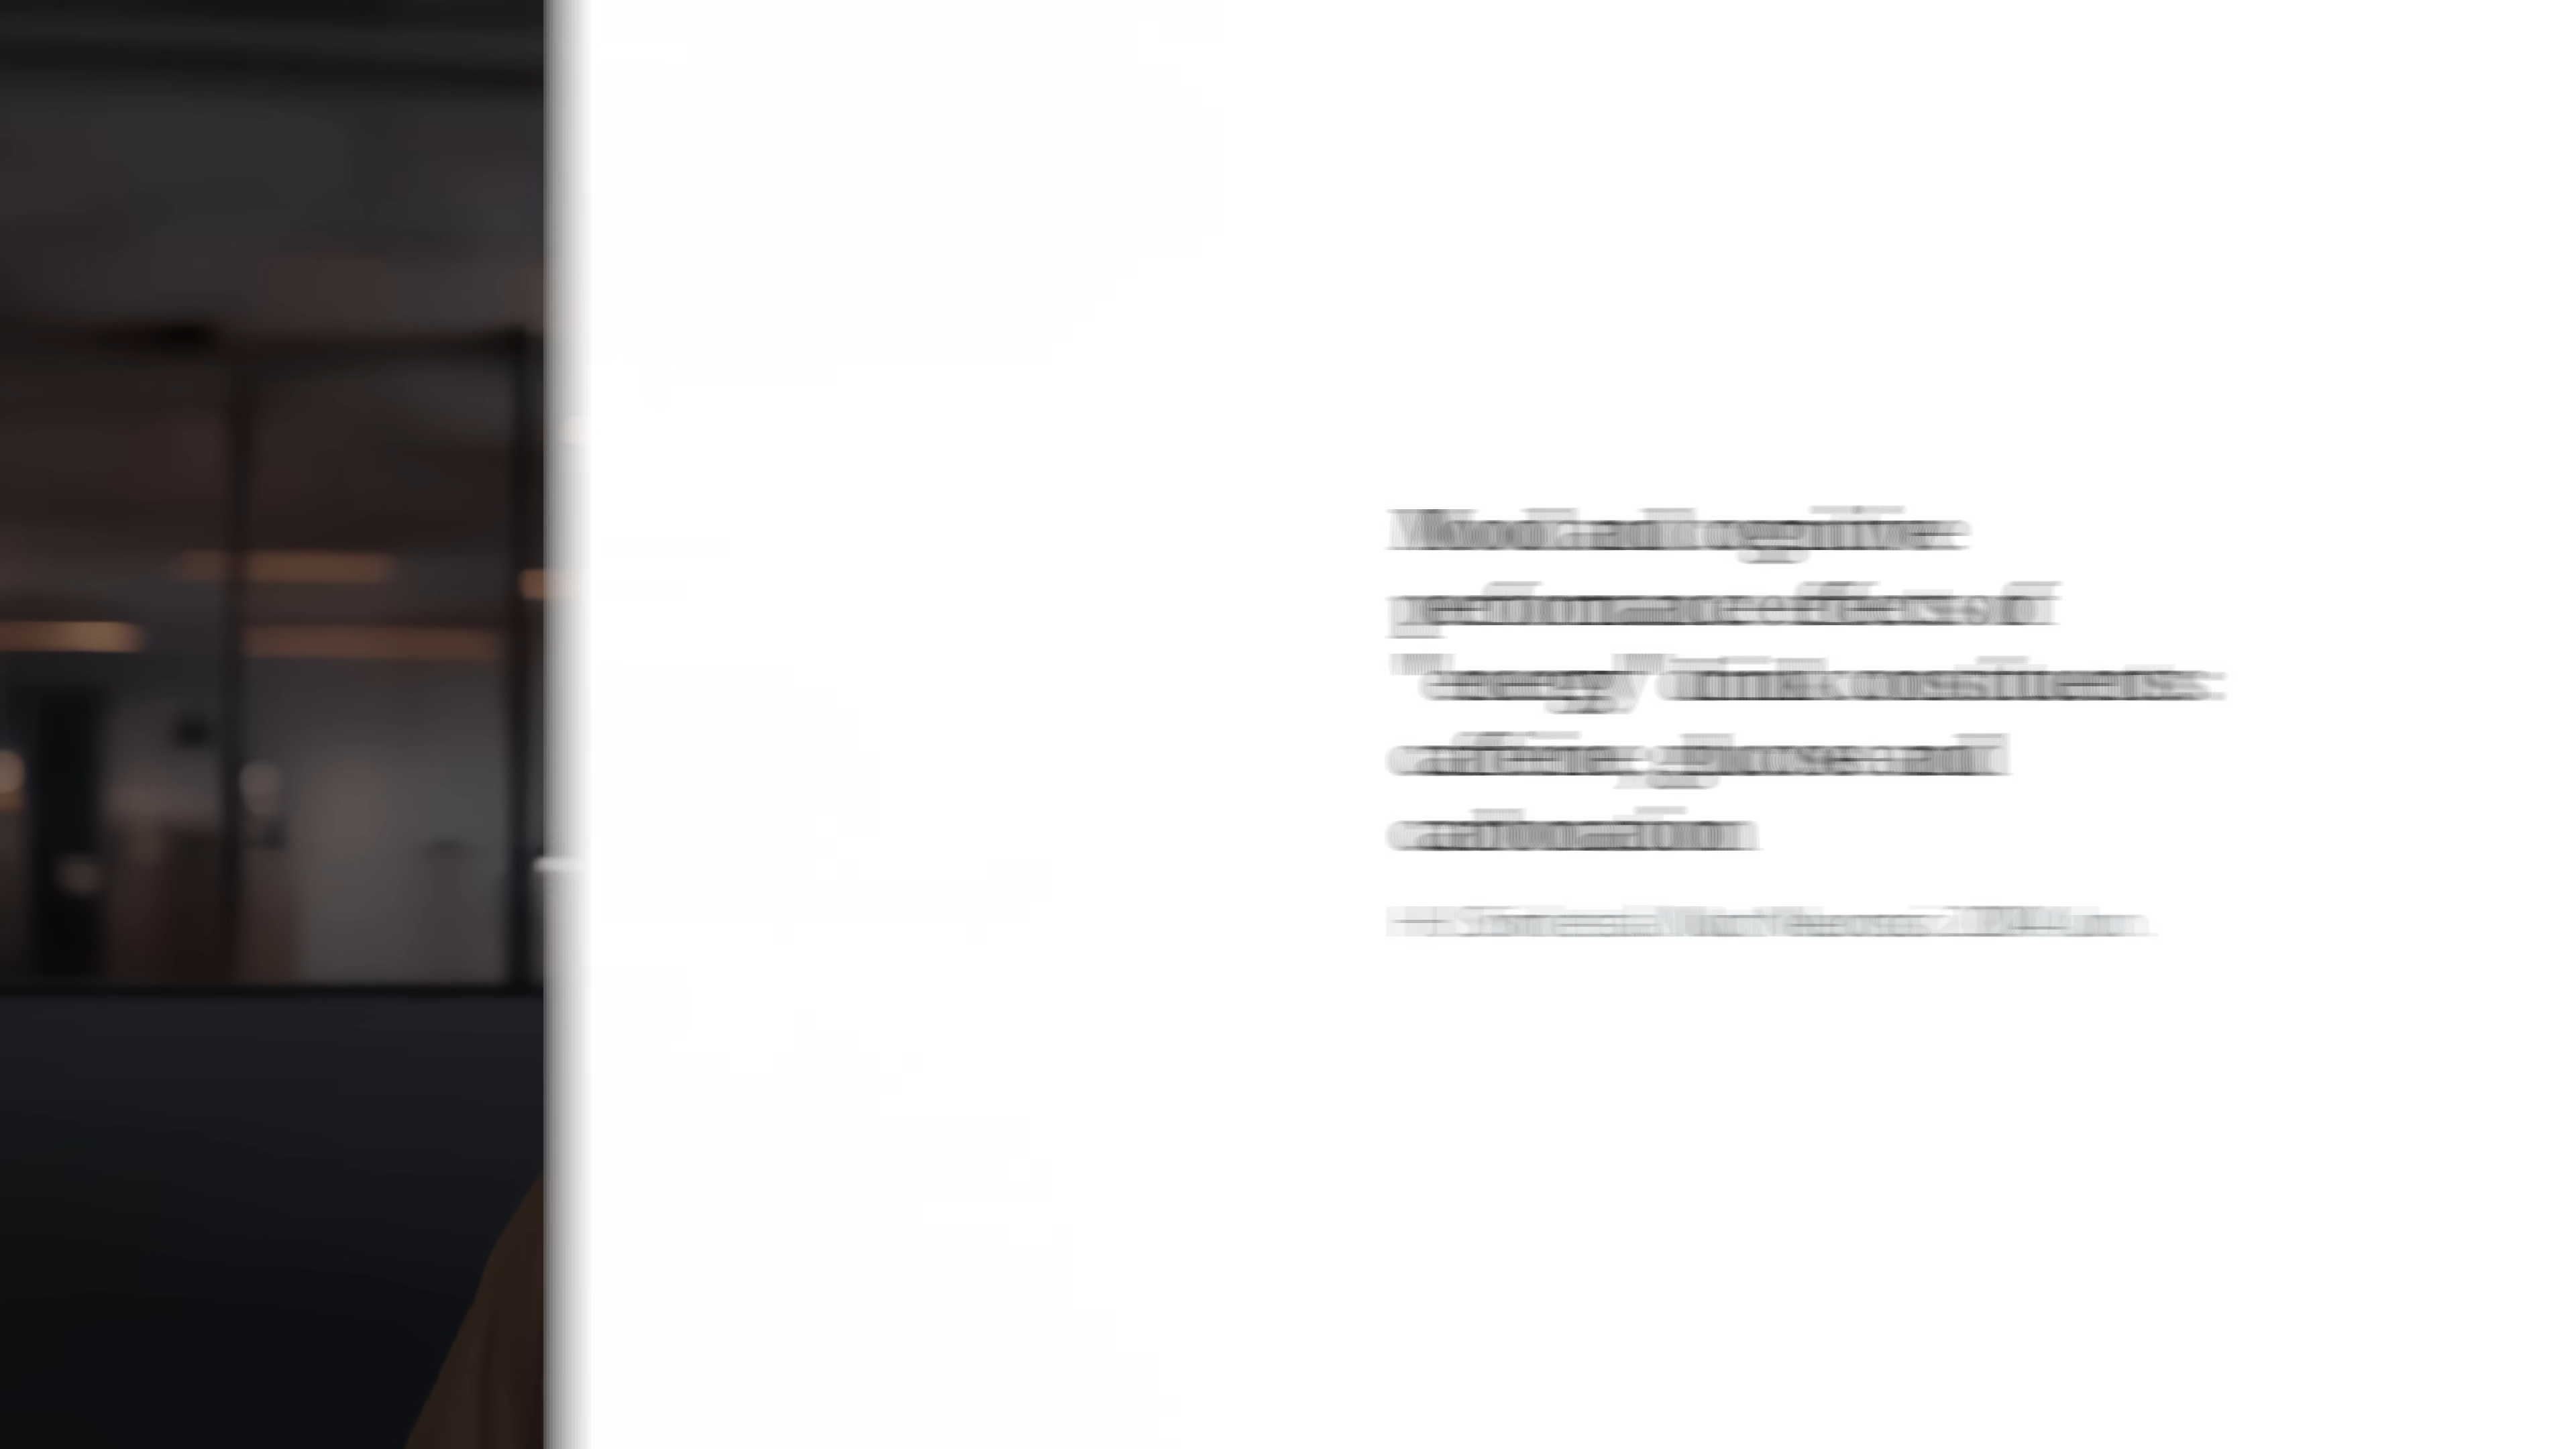 Mood and cognitive
performance effects of
"energy" drink constituents:
caffeine, glucose and
carbonation